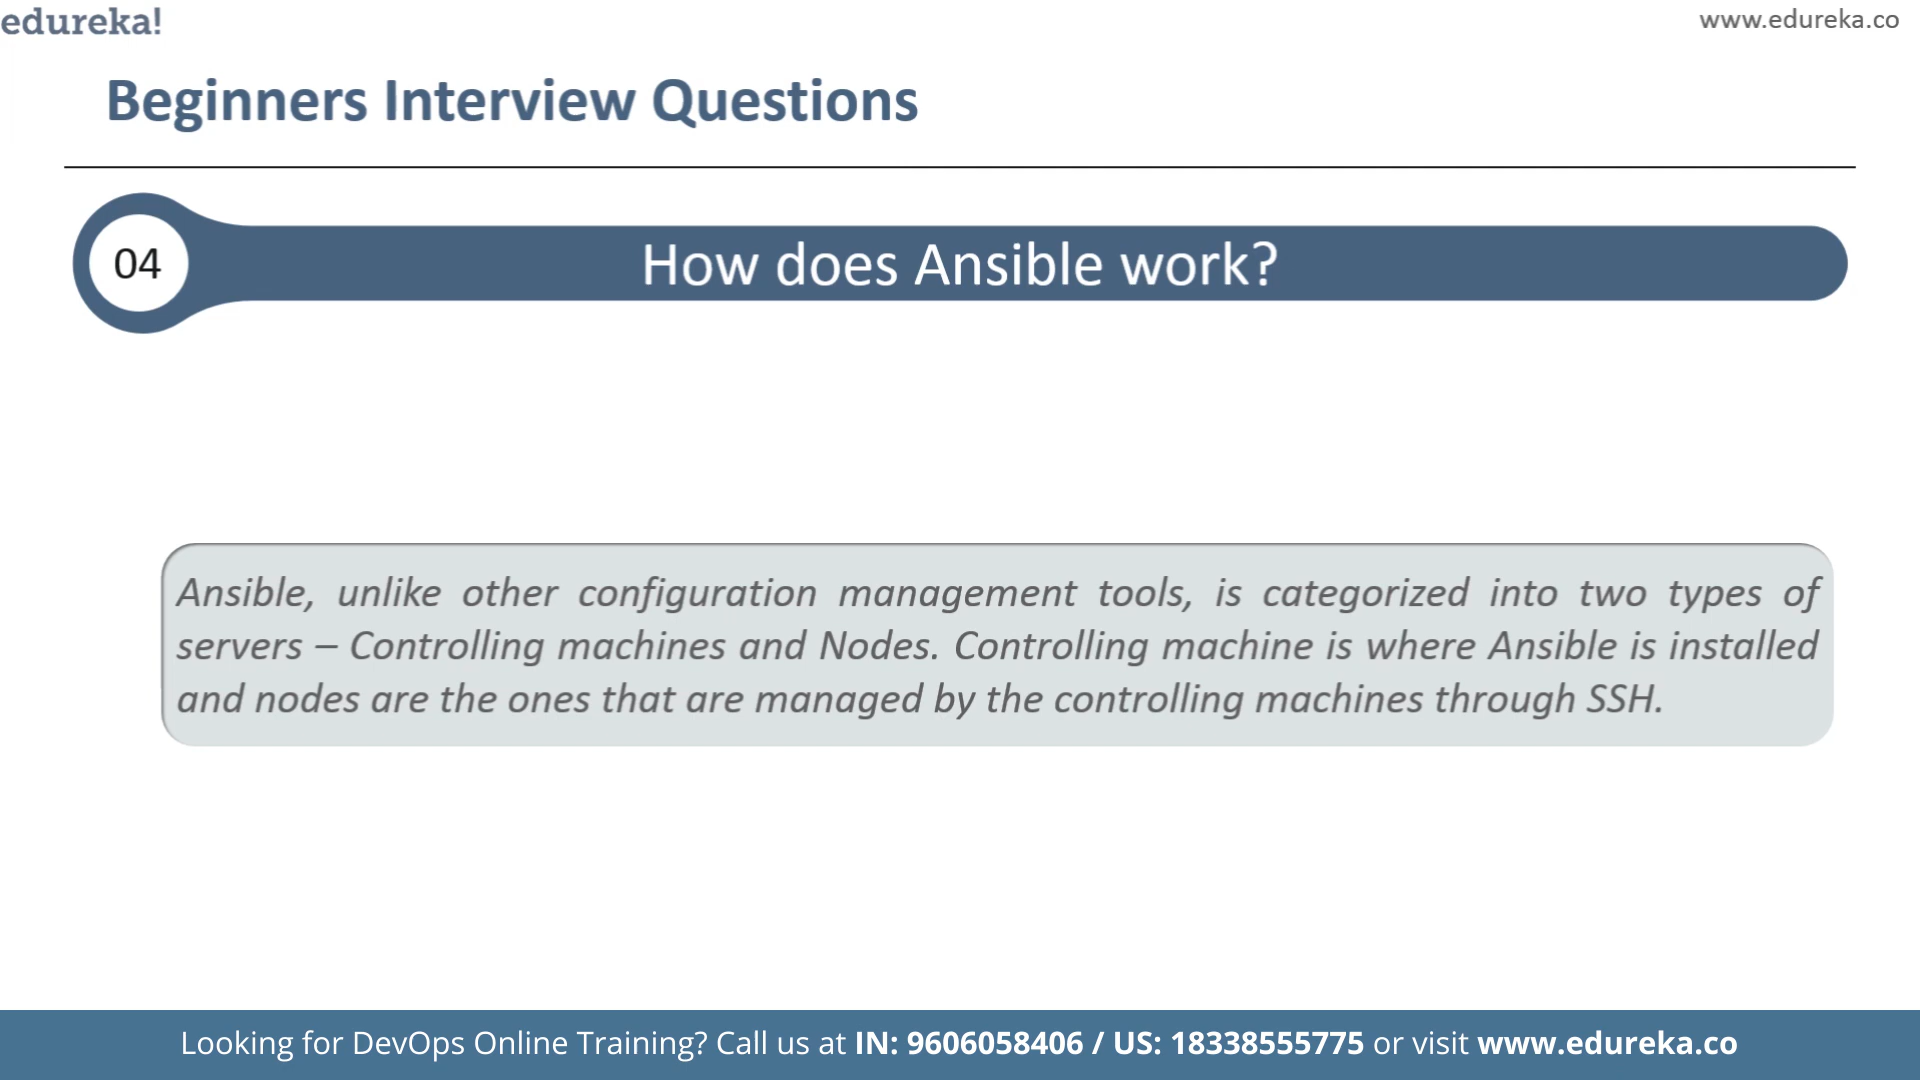 edureka!
www.edureka.co
Beginners Interview Questions
04
How does Ansible work?
Ansible, unlike other configuration management tools, is categorized into two types of
servers – Controlling machines and Nodes. Controlling machine is where Ansible is installed
and nodes are the ones that are managed by the controlling machines through SSH.
Looking for DevOps Online Training? Call us at IN: 9606058406 / US: 18338555775 or visit www.edureka.co